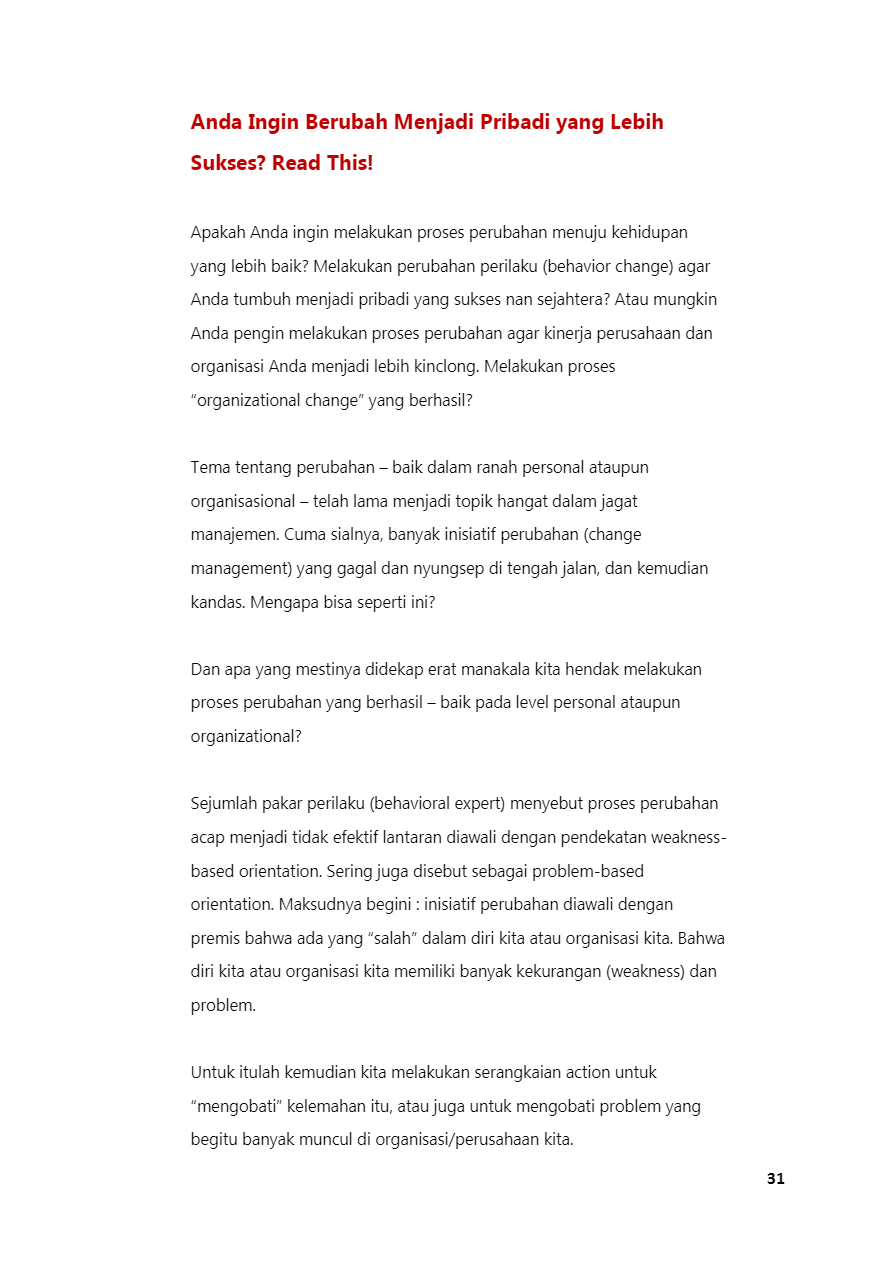 Anda Ingin Berubah Menjadi Pribadi yang Lebih
Sukses? Read This!
Apakah Anda ingin melakukan proses perubahan menuju kehidupan
yang lebih baik? Melakukan perubahan perilaku (behavior change) agar
Anda tumbuh menjadi pribadi yang sukses nan sejahtera? Atau mungkin
Anda pengin melakukan proses perubahan agar kinerja perusahaan dan
organisasi Anda menjadi lebih kinclong. Melakukan proses
“organizational change” yang berhasil?
Tema tentang perubahan – baik dalam ranah personal ataupun
organisasional – telah lama menjadi topik hangat dalam jagat
manajemen. Cuma sialnya, banyak inisiatif perubahan (change
management) yang gagal dan nyungsep di tengah jalan, dan kemudian
kandas. Mengapa bisa seperti ini?
Dan apa yang mestinya didekap erat manakala kita hendak melakukan
proses perubahan yang berhasil – baik pada level personal ataupun
organizational?
Sejumlah pakar perilaku (behavioral expert) menyebut proses perubahan
acap menjadi tidak efektif lantaran diawali dengan pendekatan weakness-
based orientation. Sering juga disebut sebagai problem-based
orientation. Maksudnya begini : inisiatif perubahan diawali dengan
premis bahwa ada yang “salah” dalam diri kita atau organisasi kita. Bahwa
diri kita atau organisasi kita memiliki banyak kekurangan (weakness) dan
problem.
Untuk itulah kemudian kita melakukan serangkaian action untuk
“mengobati” kelemahan itu, atau juga untuk mengobati problem yang
begitu banyak muncul di organisasi/perusahaan kita.
31